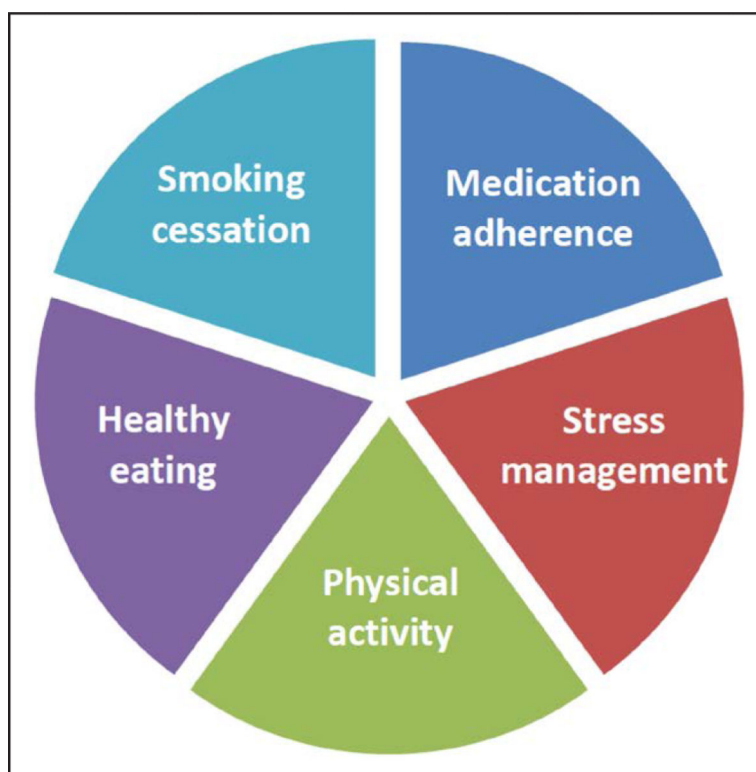 Smoking
cessation
Medication
adherence
Healthy
eating
Stress
management
Physical
activity